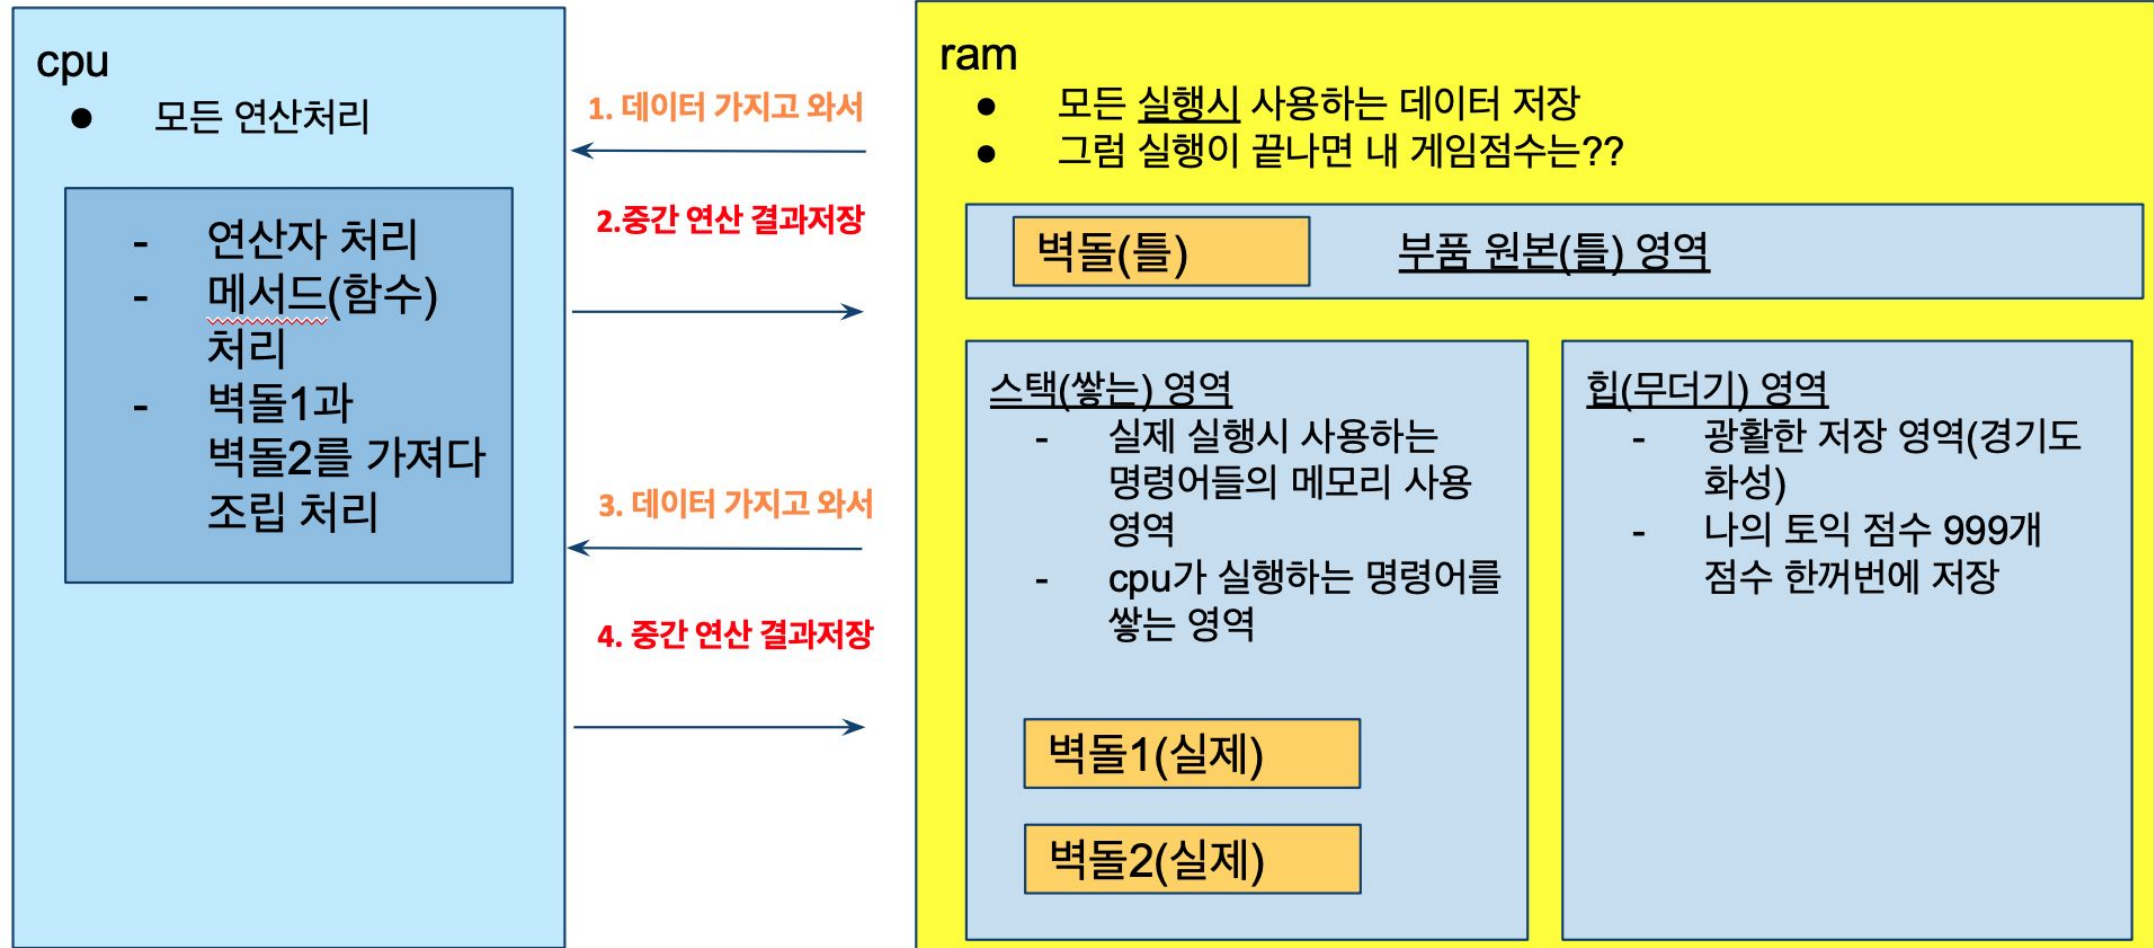 cpu
● 모든 연산처리
- 연산자 처리
- 메서드(함수)
처리
- 벽돌1과
벽돌2를 가져다
조립 처리
1. 데이터 가지고 와서
2.중간 연산 결과저장
3. 데이터 가지고 와서
4. 중간 연산 결과저장
ram
● 모든 실행시 사용하는 데이터 저장
● 그럼 실행이 끝나면 내 게임점수는??
벽돌(틀)
부품 원본(틀) 영역
스택(쌓는) 영역
- 실제 실행시 사용하는
명령어들의 메모리 사용
영역
- cpu가 실행하는 명령어를
쌓는 영역
벽돌1(실제)
벽돌2(실제)
힙(무더기) 영역
- 광활한 저장 영역(경기도
화성)
- 나의 토익 점수 999개
점수 한꺼번에 저장